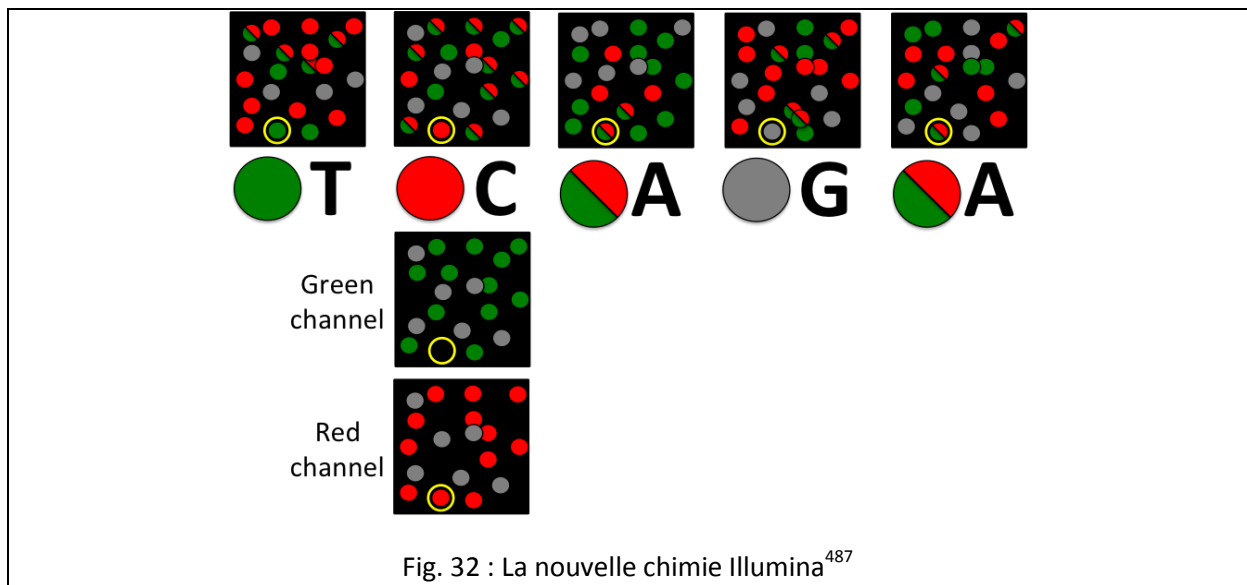 T C A G A
Green
channel
Red
channel
Fig. 32 : La nouvelle chimie Illumina487